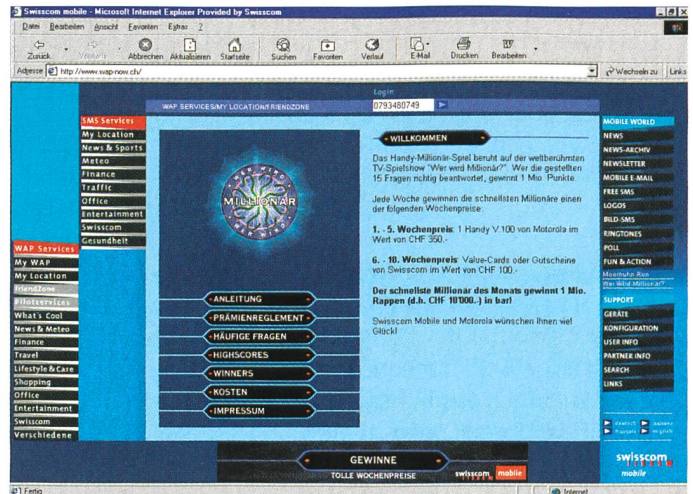 Swisscom mobile - Microsoft Internet Explorer Provided by Swisscom
Datei Bearbeiten Ansicht Favoriten Extras ?
Zurück Vorwärts Abbrechen Aktualisieren Startseite Suchen Favoriten Verlauf E-Mail Drucken Bearbeiten
Adresse http://www.wap-now.ch/ Wechseln zu Links
Login
WAP SERVICES/MY LOCATION/FRIENDZONE 0793480749
SMS Services
My Location
News & Sports
Meteo
Finance
Traffic
Office
Entertainment
Swisscom
Gesundheit
WAP Services
My WAP
My Location
FriendZone
Pilotservices
What's Cool
News & Meteo
Finance
Travel
Lifestyle & Care
Shopping
Office
Entertainment
Swisscom
Verschiedene
WER WIRD
MILLIONÄR
WER WIRD
ANLEITUNG
PRÄMIENREGLEMENT
HÄUFIGE FRAGEN
HIGHSCORES
WINNERS
KOSTEN
IMPRESSUM
WILLKOMMEN
Das Handy-Millionär-Spiel beruht auf der weltberühmten
TV-Spielshow "Wer wird Millionär?". Wer die gestellten
15 Fragen richtig beantwortet, gewinnt 1 Mio. Punkte.
Jede Woche gewinnen die schnellsten Millionäre einen
der folgenden Wochenpreise:
1. - 5. Wochenpreis: 1 Handy V.100 von Motorola im
Wert von CHF 350.-
6. - 10. Wochenpreis: Value-Cards oder Gutscheine
von Swisscom im Wert von CHF 100.-
Der schnellste Millionär des Monats gewinnt 1 Mio.
Rappen (d.h. CHF 10'000.-) in bar!
Swisscom Mobile und Motorola wünschen Ihnen viel
Glück!
MOBILE WORLD
NEWS
NEWS-ARCHIV
NEWSLETTER
MOBILE E-MAIL
FREE SMS
LOGOS
BILD-SMS
RINGTONES
POLL
FUN & ACTION
Moorhuhn Run
Wer Wird Millionär?
SUPPORT
GERÄTE
KONFIGURATION
USER INFO
PARTNER INFO
SEARCH
LINKS
deutsch italiano
français english
GEWINNE
TOLLE WOCHENPREISE
swisscom mobile
swisscom
mobile
Fertig Internet